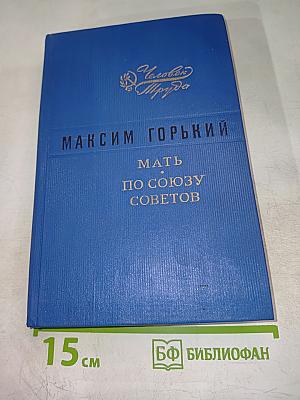 Человек
Труда
МАКСИМ ГОРЬКИЙ
МАТЬ
•
ПО СОЮЗУ
СОВЕТОВ
15 см
БФ БИБЛИОФАН